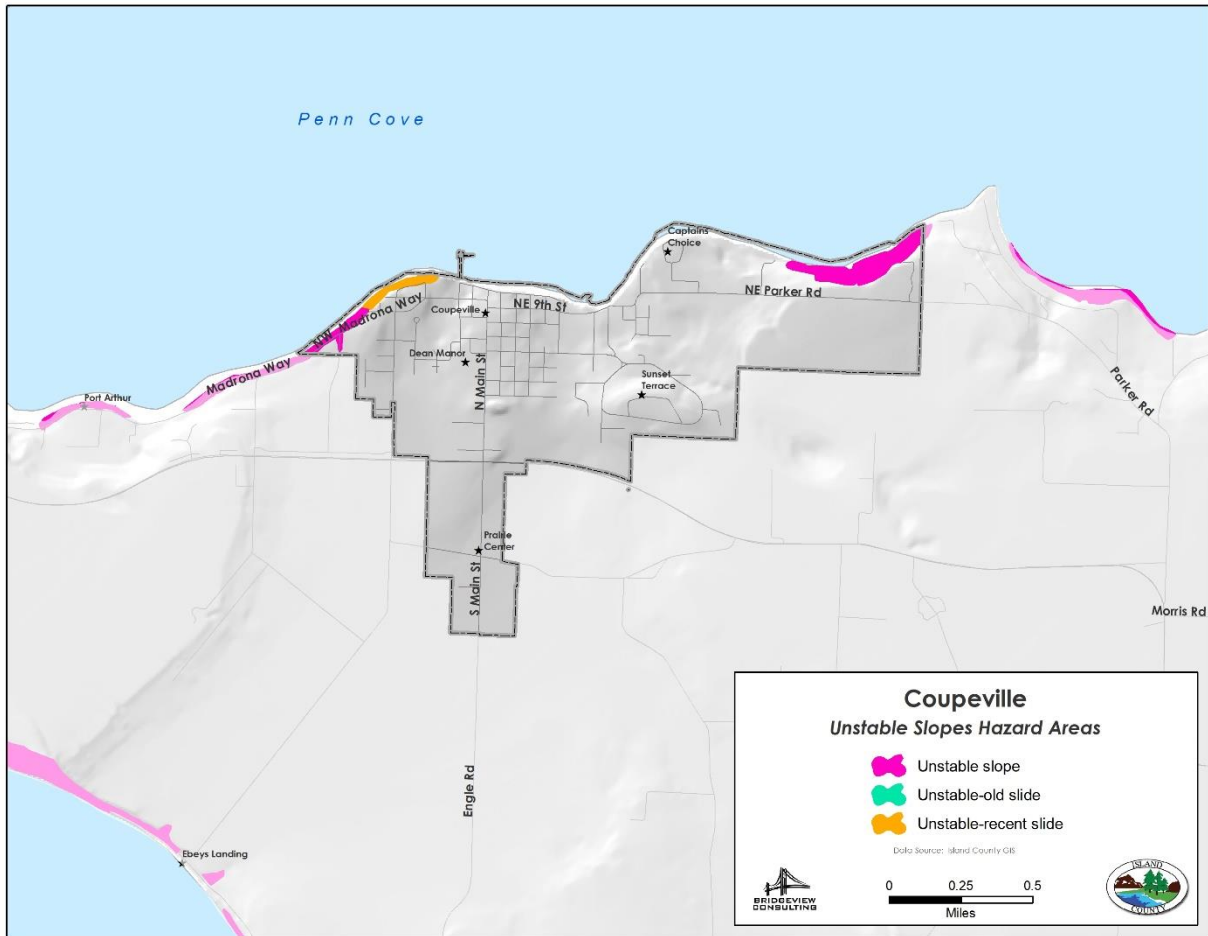 Penn Cove
Captains
Choice
NE Parker Rd
NE 9th St
NW Madrona Way
Coupeville
Dean Manor
N Main St
Sunset
Terrace
Madrona Way
Port Arthur
Parker Rd
Prairie
Center
S Main St
Morris Rd
Engle Rd
Ebeys Landing
Coupeville
Unstable Slopes Hazard Areas
Unstable slope
Unstable-old slide
Unstable-recent slide
Data Source: Island County GIS
BRIDGEVIEW
CONSULTING
0 0.25 0.5
Miles
ISLAND
COUNTY